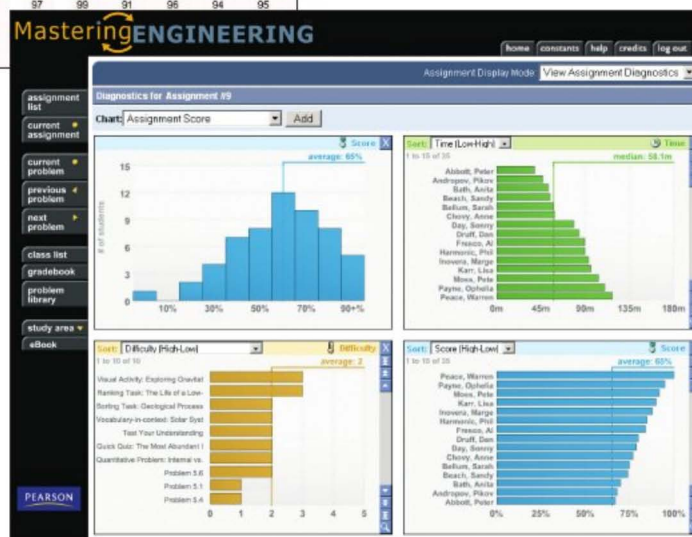 97 99 91 96 94 95
MasteringENGINEERING
home constants help credits log out
Assignment Display Mode: View Assignment Diagnostics
assignment list
current assignment
current problem
previous problem
next problem
class list
gradebook
problem library
study area
eBook
PEARSON
Diagnostics for Assignment #9
Chart: Assignment Score Add
Score X
average: 65%
# of students
15
12
9
6
3
0
10% 30% 50% 70% 90+%
Sort: Time (Low-High) Time
1 to 15 of 35
median: 58.1m
Abbott, Peter
Andropov, Pikov
Bath, Anita
Beach, Sandy
Ballum, Sarah
Chovy, Anne
Day, Sonny
Druff, Dan
Fresco, Al
Harmonic, Phil
Inovera, Marge
Karr, Lisa
Moss, Pete
Payne, Ophelia
Peace, Warren
0m 45m 90m 135m 180m
Sort: Difficulty (High-Low) Difficulty X
1 to 10 of 10
average: 2
Visual Activity: Exploring Gravitat
Ranking Task: The Life of a Low-
Sorting Task: Geological Process
Vocabulary-in-context: Solar Syst
Test Your Understanding
Quick Quiz: The Most Abundant I
Quantitative Problem: Internal vs.
Problem 5.6
Problem 5.1
Problem 5.4
0 1 2 3 4 5
Sort: Score (High-Low) Score
average: 65%
Peace, Warren
Payne, Ophelia
Moss, Pete
Karr, Lisa
Inovera, Marge
Harmonic, Phil
Fresco, Al
Druff, Dan
Day, Sonny
Chovy, Anne
Ballum, Sarah
Beach, Sandy
Bath, Anita
Andropov, Pikov
Abbott, Peter
0% 25% 50% 75% 100%